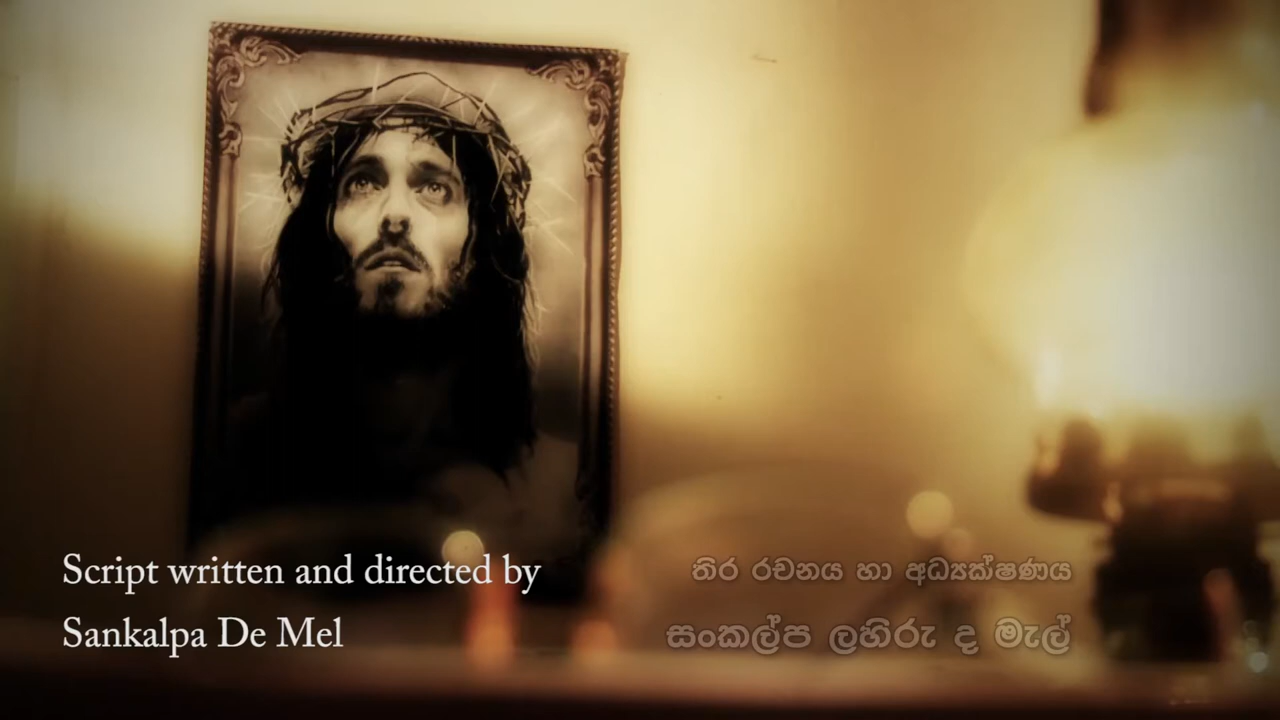 Script written and directed by
Sankalpa De Mel
තිර රචනය හා අධ්‍යක්ෂණය
සංකල්ප ලහිරු ද මැල්